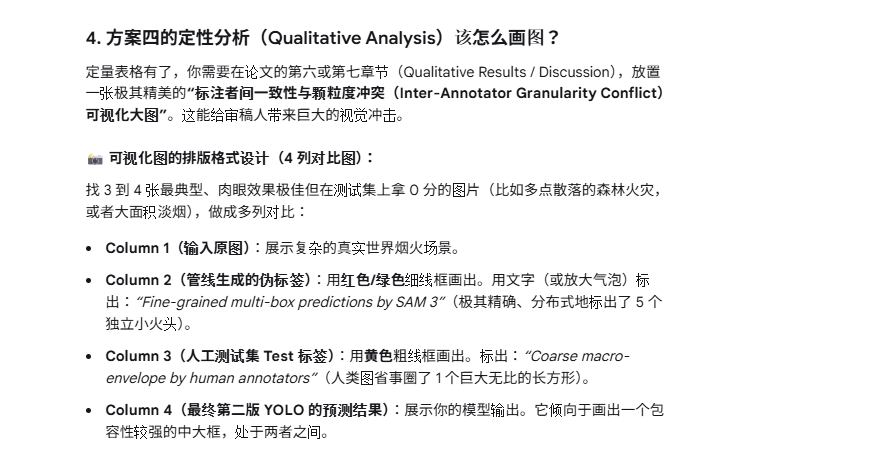 4. 方案四的定性分析（Qualitative Analysis）该怎么画图？
定量表格有了，你需要在论文的第六或第七章节（Qualitative Results / Discussion），放置
一张极其精美的“标注者间一致性与颗粒度冲突（Inter-Annotator Granularity Conflict）
可视化大图”。这能给审稿人带来巨大的视觉冲击。
📸 可视化图的排版格式设计（4 列对比图）：
找 3 到 4 张最典型、肉眼效果极佳但在测试集上拿 0 分的图片（比如多点散落的森林火灾，
或者大面积淡烟），做成多列对比：
• Column 1（输入原图）：展示复杂的真实世界烟火场景。
• Column 2（管线生成的伪标签）：用红色/绿色细线框画出。用文字（或放大气泡）标
出：“Fine-grained multi-box predictions by SAM 3”（极其精确、分布式地标出了 5 个
独立小火头）。
• Column 3（人工测试集 Test 标签）：用黄色粗线框画出。标出：“Coarse macro-
envelope by human annotators”（人类图省事圈了 1 个巨大无比的长方形）。
• Column 4（最终第二版 YOLO 的预测结果）：展示你的模型输出。它倾向于画出一个包
容性较强的中大框，处于两者之间。